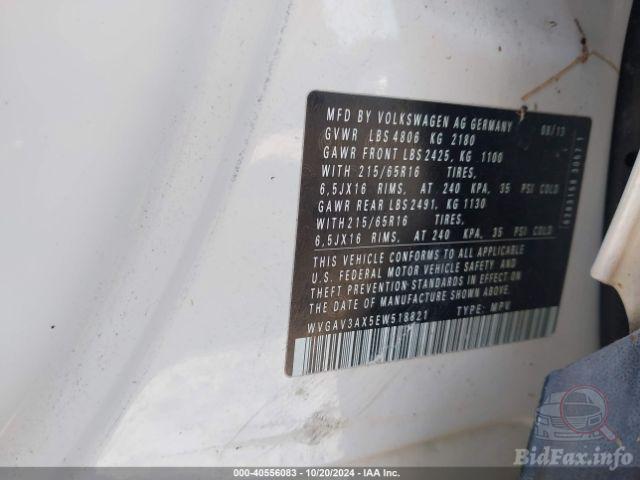 MFD BY VOLKSWAGEN AG GERMANY 08/13
GVWR LBS 4806 KG 2180
GAWR FRONT LBS 2425, KG 1100
WITH 215/65R16 TIRES,
6,5JX16 RIMS, AT 240 KPA, 35 PSI COLD
GAWR REAR LBS 2491, KG 1130
WITH 215/65R16 TIRES,
6,5JX16 RIMS, AT 240 KPA, 35 PSI COLD
THIS VEHICLE CONFORMS TO ALL APPLICABLE
U.S. FEDERAL MOTOR VEHICLE SAFETY AND
THEFT PREVENTION STANDARDS IN EFFECT ON
THE DATE OF MANUFACTURE SHOWN ABOVE.
WVGAV3AX5EW518821 TYPE: MPV
000-40556083 - 10/20/2024 - IAA Inc.
BidFax.info